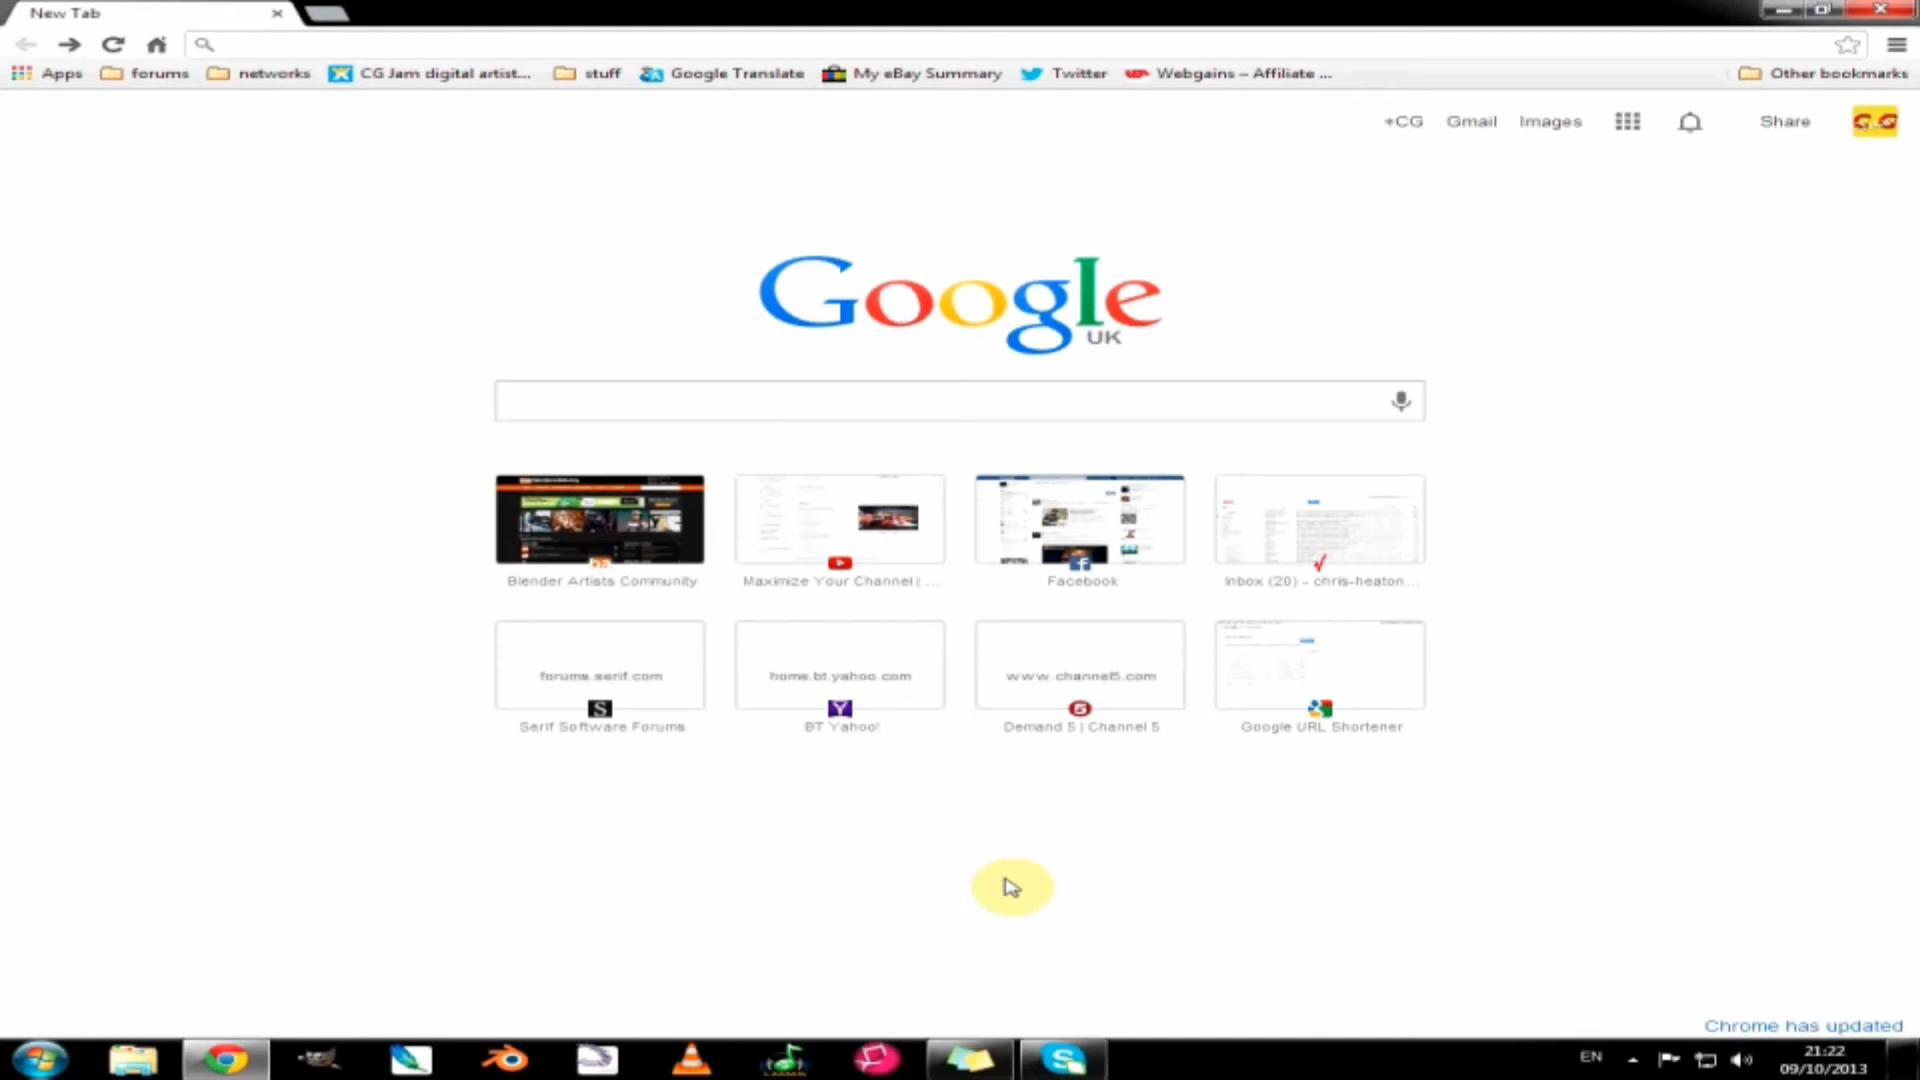 New Tab
Apps forums networks CG Jam digital artist... stuff Google Translate My eBay Summary Twitter Webgains – Affiliate ... Other bookmarks
+CG Gmail Images Share
Google
UK
Blender Artists Community Maximize Your Channel | ... Facebook Inbox (20) - chris-heaton...
forums.serif.com home.bt.yahoo.com www.channel5.com
Serif Software Forums BT Yahoo! Demand 5 | Channel 5 Google URL Shortener
Chrome has updated
EN 21:22
09/10/2013